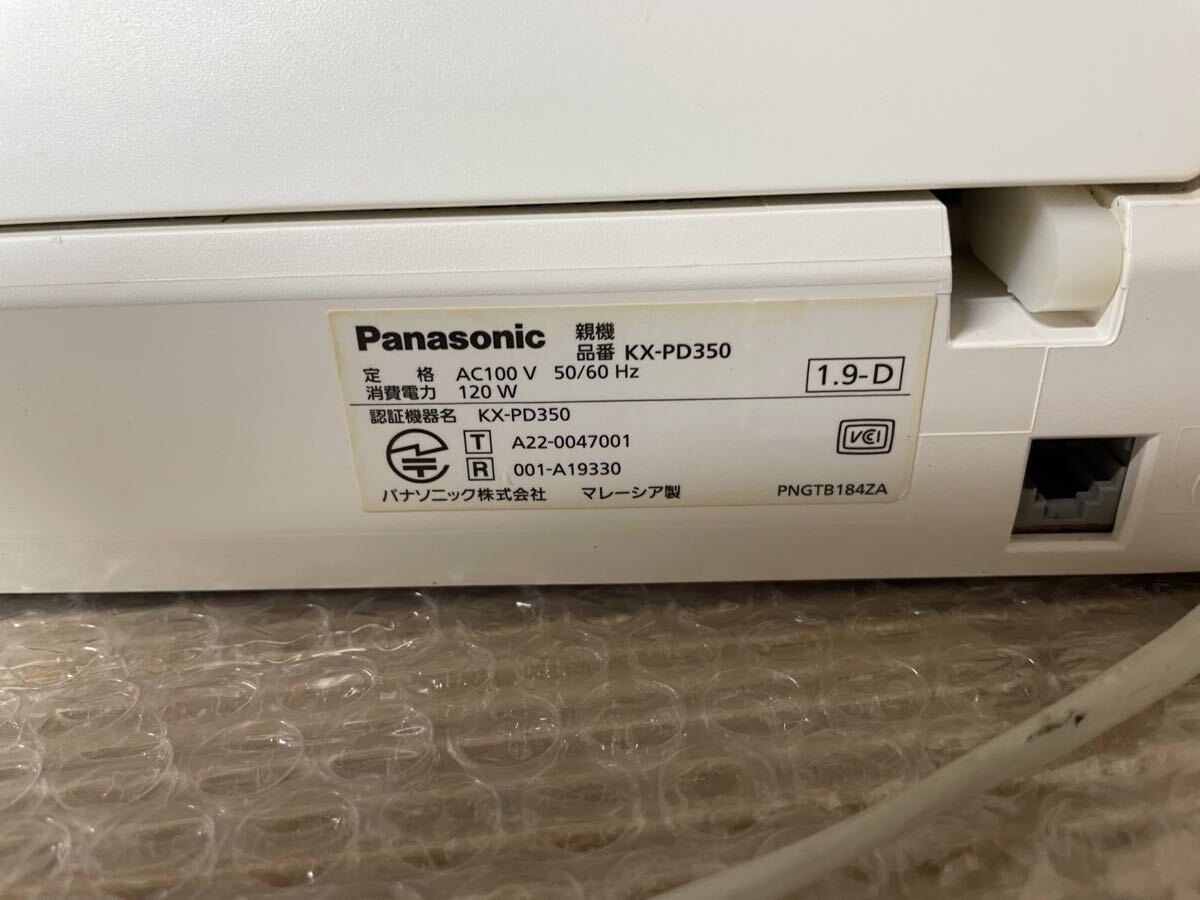 Panasonic 親機
品番 KX-PD350
定 格 AC100 V 50/60 Hz
消費電力 120 W
1.9-D
認証機器名 KX-PD350
T A22-0047001
R 001-A19330
VCI
パナソニック株式会社 マレーシア製 PNGTB184ZA